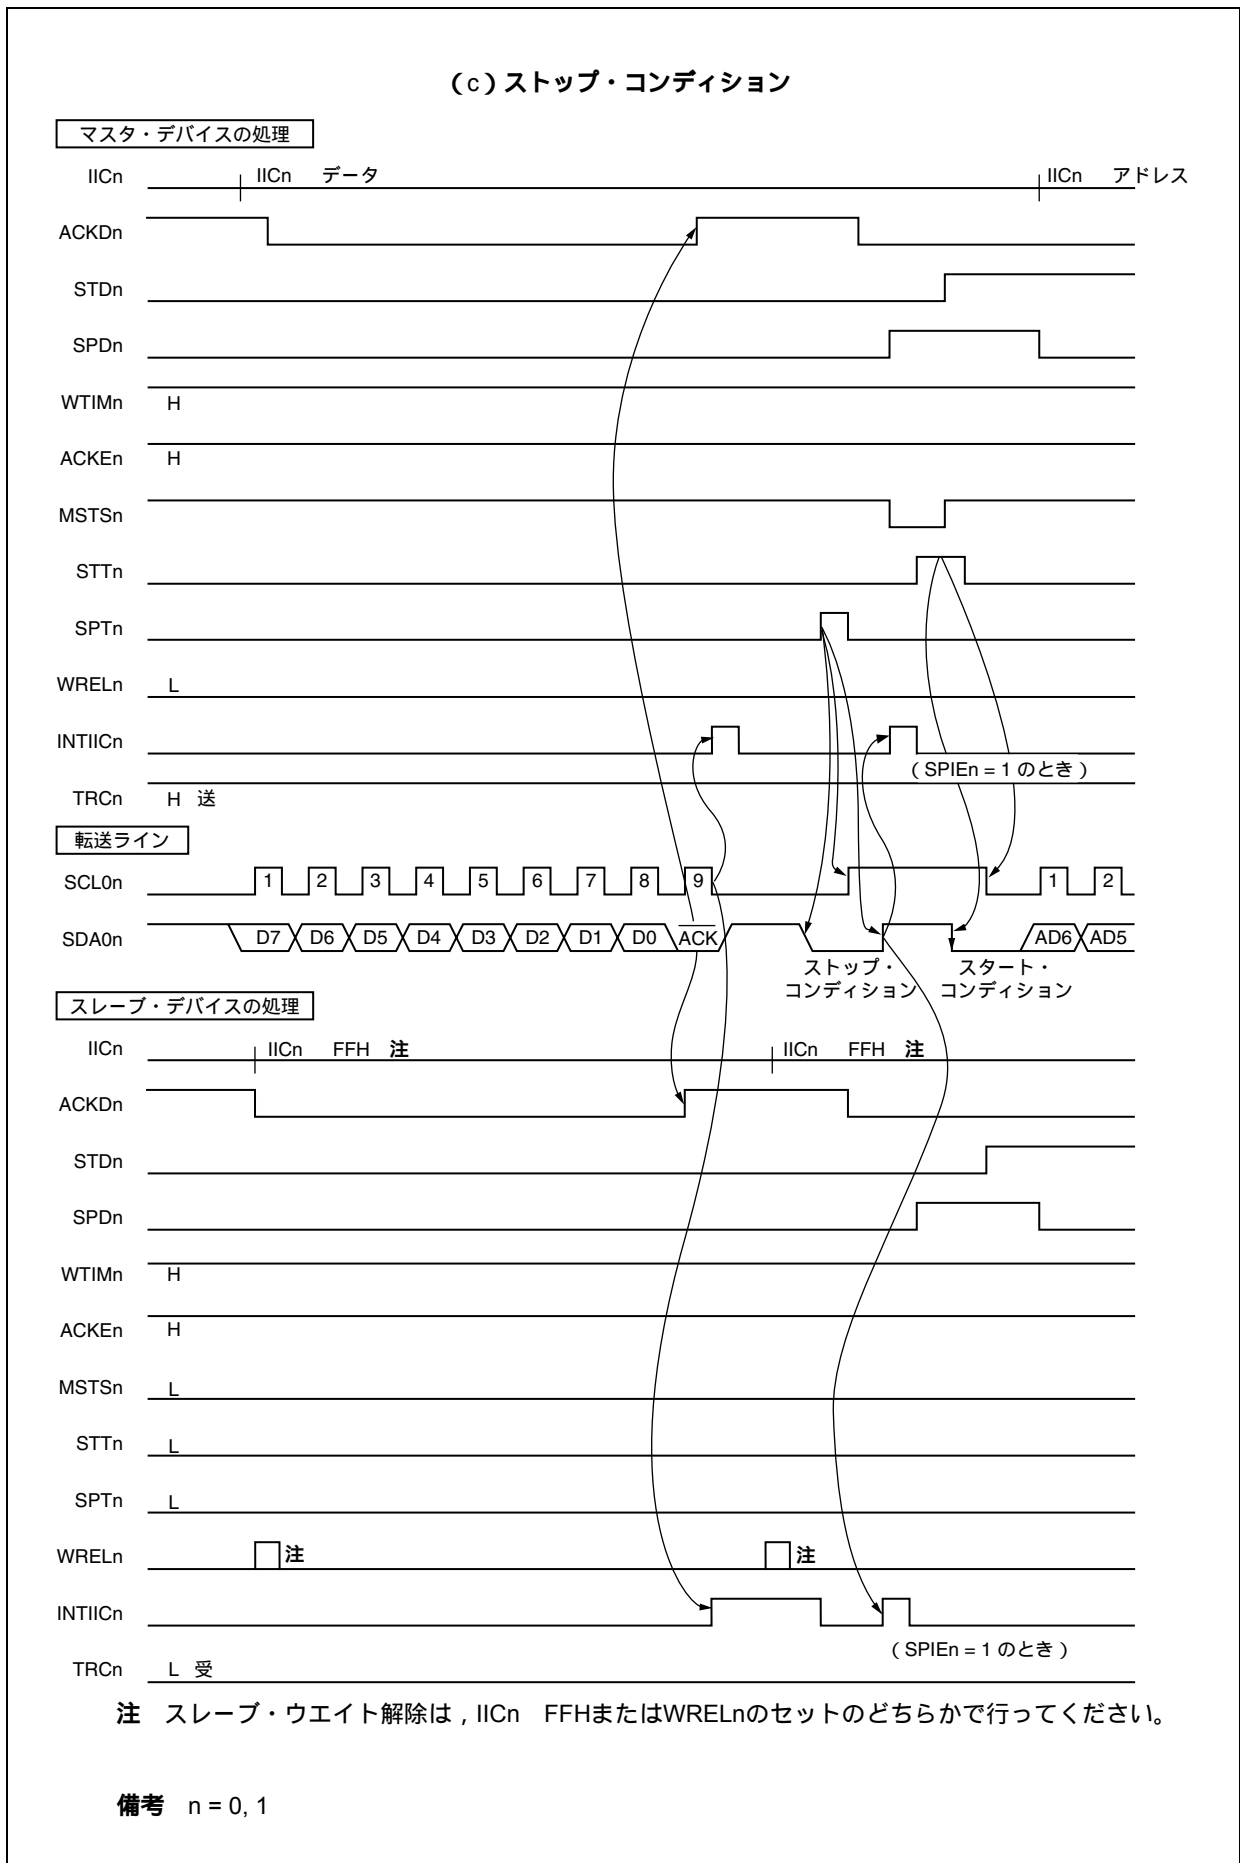 （c）ストップ・コンディション
マスタ・デバイスの処理
IICn IICn データ IICn アドレス
ACKDn
STDn
SPDn
WTIMn H
ACKEn H
MSTSn
STTn
SPTn
WRELn L
INTIICn
（SPIEn = 1 のとき）
TRCn H 送
転送ライン
SCL0n 1 2 3 4 5 6 7 8 9 1 2
SDA0n D7 D6 D5 D4 D3 D2 D1 D0 ACK AD6 AD5
ストップ・ スタート・
コンディション コンディション
スレーブ・デバイスの処理
IICn IICn FFH 注 IICn FFH 注
ACKDn
STDn
SPDn
WTIMn H
ACKEn H
MSTSn L
STTn L
SPTn L
WRELn 注 注
INTIICn
（SPIEn = 1 のとき）
TRCn L 受
注 スレーブ・ウエイト解除は，IICn FFHまたはWRELnのセットのどちらかで行ってください。
備考 n = 0, 1